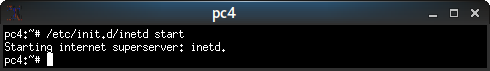 pc4
pc4:~# /etc/init.d/inetd start
Starting internet superserver: inetd.
pc4:~#